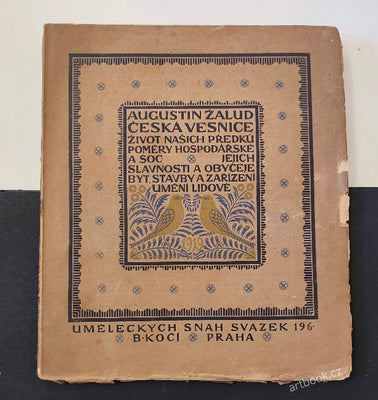 AUGUSTIN ŽALUD
ČESKÁ VESNICE
ŽIVOT NAŠICH PŘEDKŮ
POMĚRY HOSPODÁŘSKÉ
A SOC JEJICH
SLAVNOSTI A OBYČEJE
BYT, STAVBY A ZAŘÍZENÍ
UMĚNÍ LIDOVÉ
1919
UMĚLECKÝCH SNAH SVAZEK 196.
B·KOČÍ PRAHA
artbook.cz